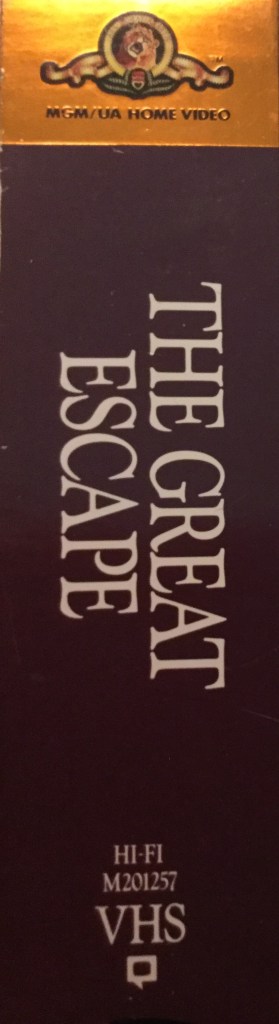 MGM/UA HOME VIDEO
THE GREAT
ESCAPE
HI-FI
M201257
VHS